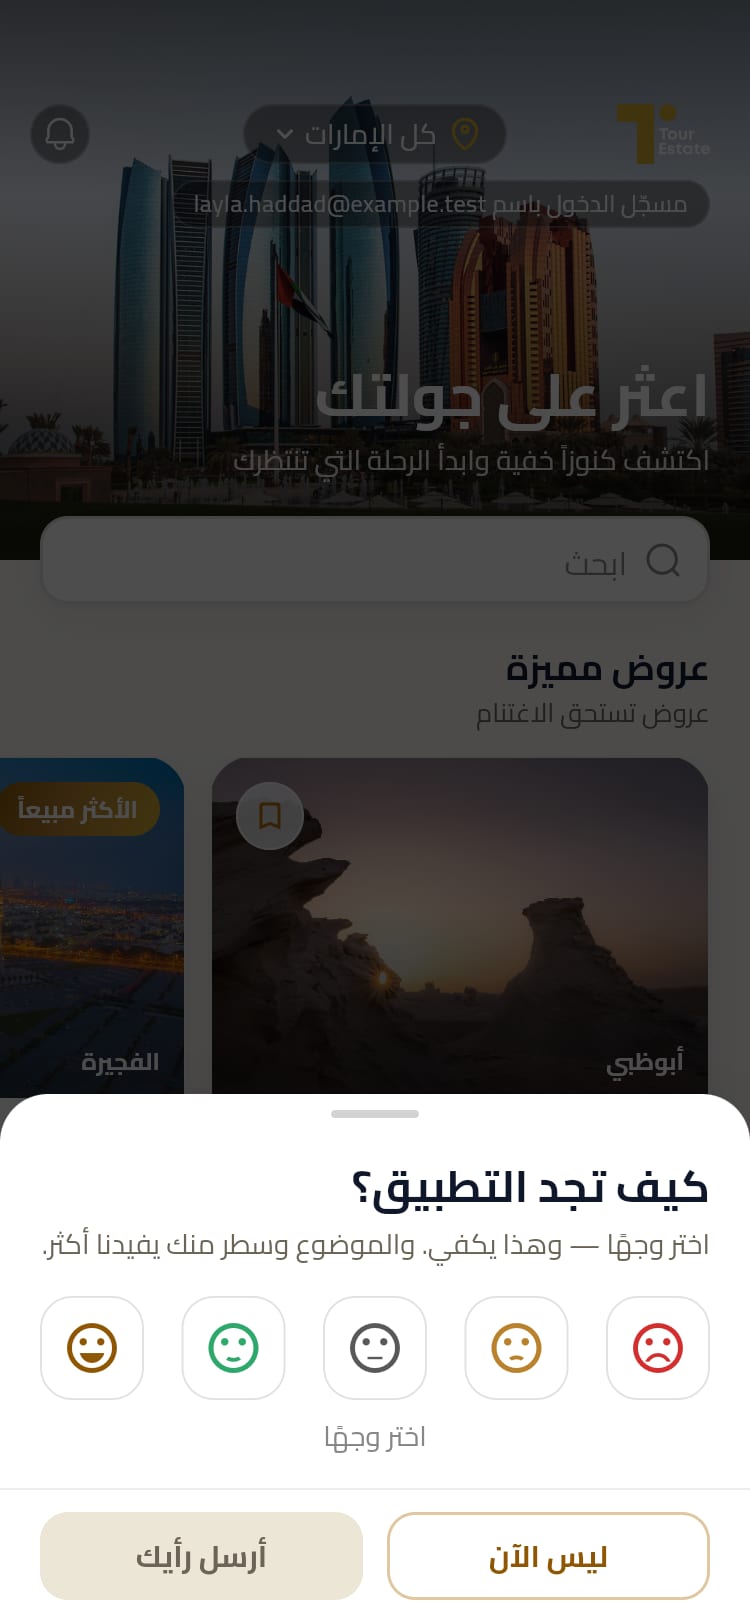 Tour
Estate
كل الإمارات
مسجّل الدخول باسم layla.haddad@example.test
اعثر على جولتك
اكتشف كنوزاً خفية وابدأ الرحلة التي تنتظرك
ابحث
عروض مميزة
عروض تستحق الاغتنام
الأكثر مبيعاً
أبوظبي
الفجيرة
كيف تجد التطبيق؟
اختر وجهًا — وهذا يكفي. والموضوع وسطر منك يفيدنا أكثر.
اختر وجهًا
ليس الآن
أرسل رأيك